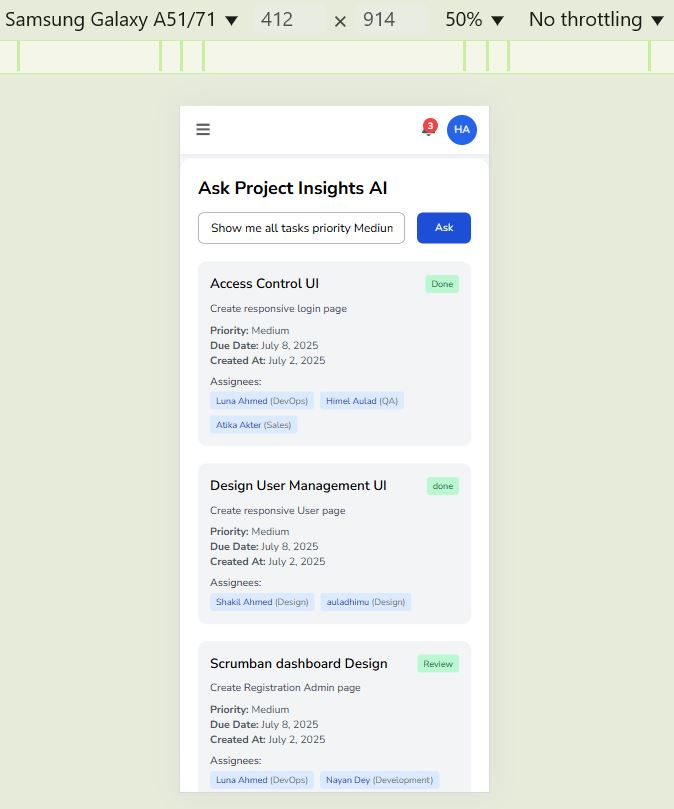 Samsung Galaxy A51/71 ▼ 412 × 914 50% ▼ No throttling ▼
3
HA
Ask Project Insights AI
Show me all tasks priority Medium
Ask
Access Control UI
Done
Create responsive login page
Priority: Medium
Due Date: July 8, 2025
Created At: July 2, 2025
Assignees:
Luna Ahmed (DevOps) Himel Aulad (QA)
Atika Akter (Sales)
Design User Management UI
done
Create responsive User page
Priority: Medium
Due Date: July 8, 2025
Created At: July 2, 2025
Assignees:
Shakil Ahmed (Design) auladhimu (Design)
Scrumban dashboard Design
Review
Create Registration Admin page
Priority: Medium
Due Date: July 8, 2025
Created At: July 2, 2025
Assignees:
Luna Ahmed (DevOps) Nayan Dey (Development)